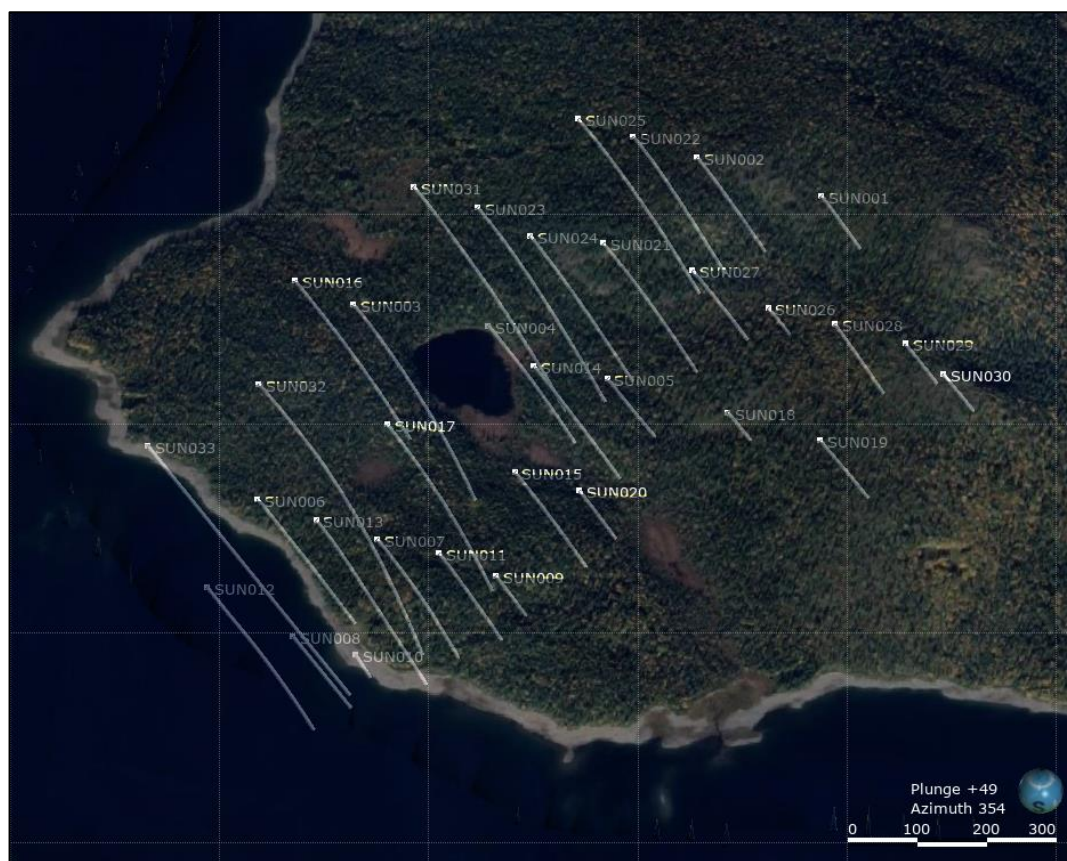 SUN025
SUN022
SUN002
SUN031
SUN001
SUN023
SUN024
SUN021
SUN027
SUN016
SUN003
SUN026
SUN004
SUN028
SUN029
SUN014
SUN030
SUN032
SUN005
SUN018
SUN017
SUN019
SUN033
SUN015
SUN020
SUN006
SUN013
SUN007
SUN011
SUN009
SUN012
SUN008
SUN010
Plunge +49
Azimuth 354
S
0 100 200 300